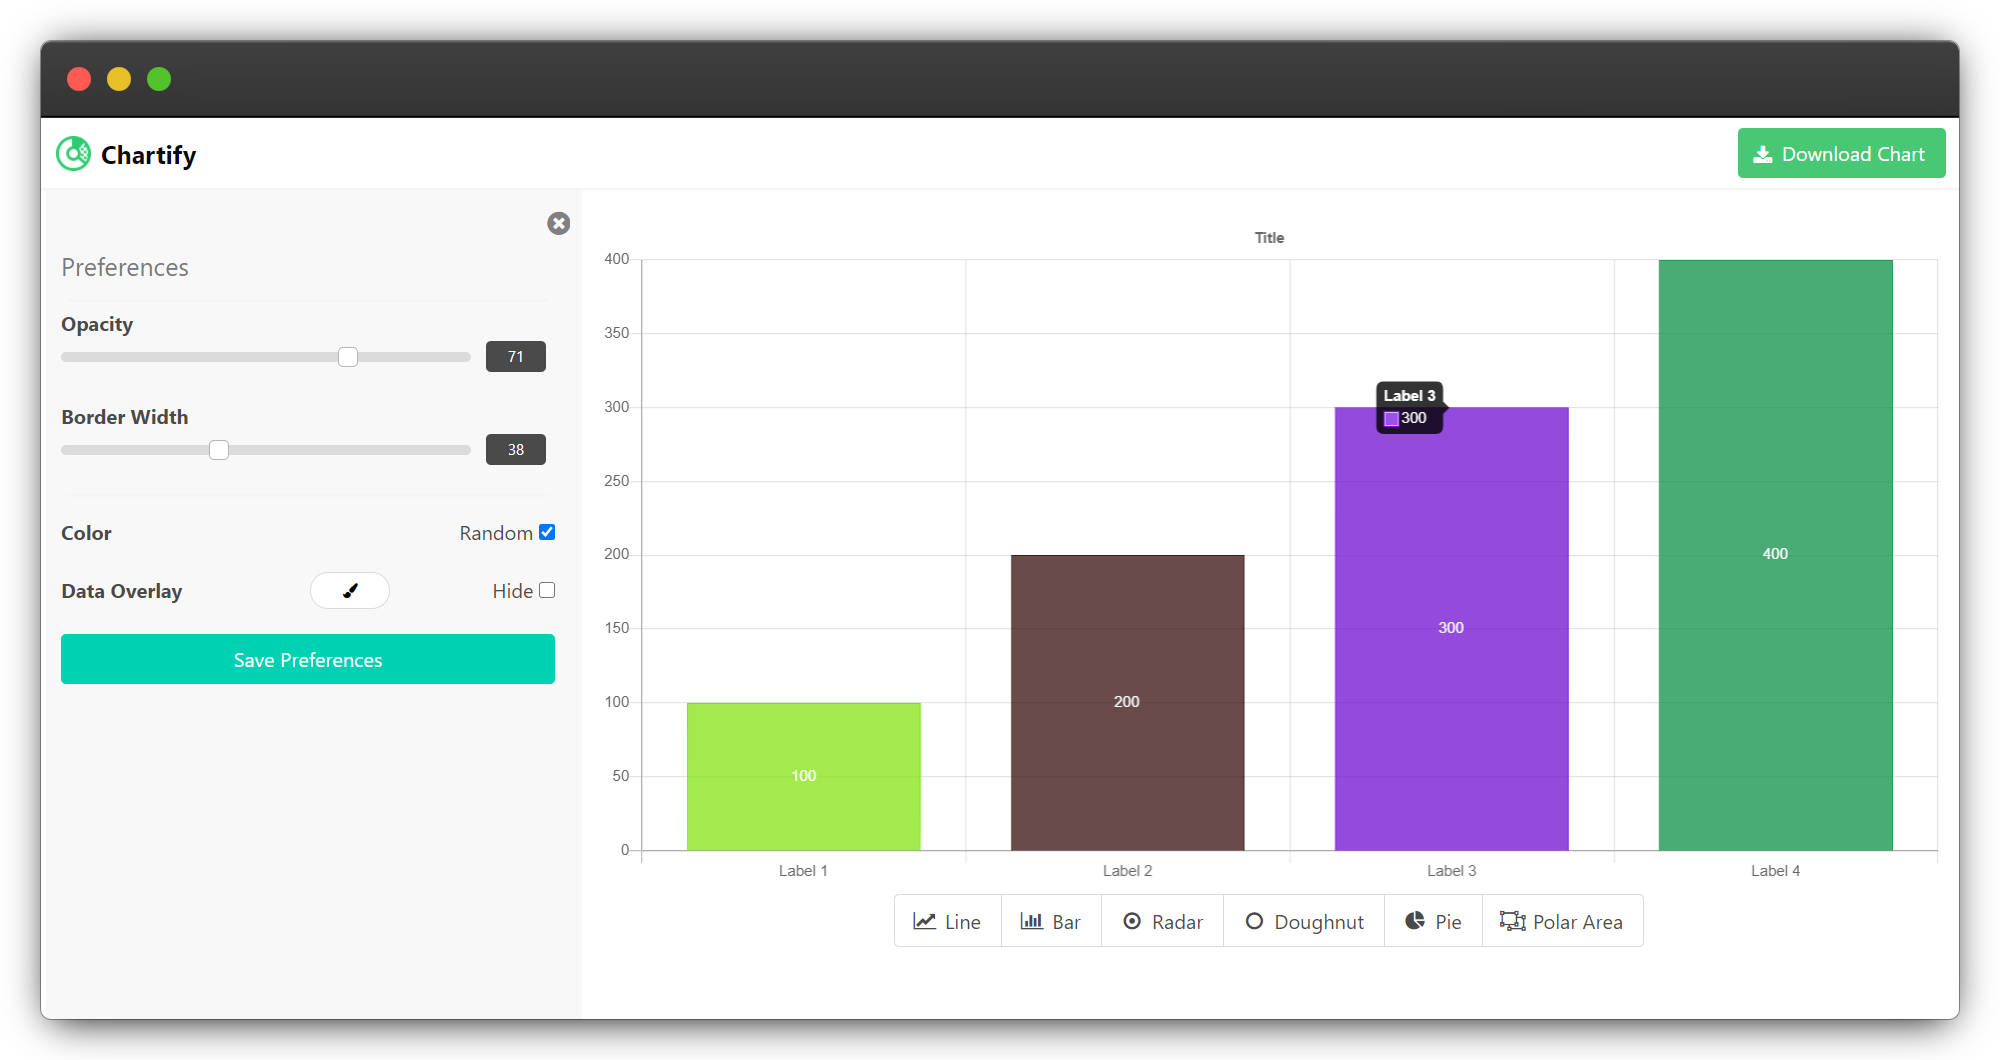 Chartify
Download Chart
Preferences
Opacity
71
Border Width
38
Color
Random
Data Overlay
Hide
Save Preferences
Title
400
350
300
250
200
150
100
50
0
Label 3
300
100
200
300
400
Label 1
Label 2
Label 3
Label 4
Line
Bar
Radar
Doughnut
Pie
Polar Area